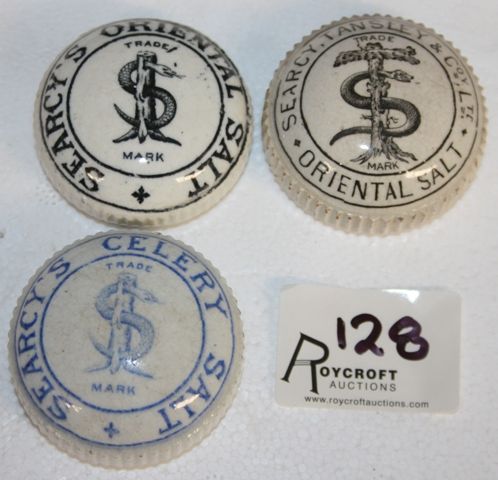 SEARCY'S ORIENTAL SALT
TRADE
MARK
SEARCY, TANSLEY & Co., LTD
ORIENTAL SALT
TRADE
MARK
SEARCY'S CELERY SALT
TRADE
MARK
128
ROYCROFT
AUCTIONS
www.roycroftauctions.com